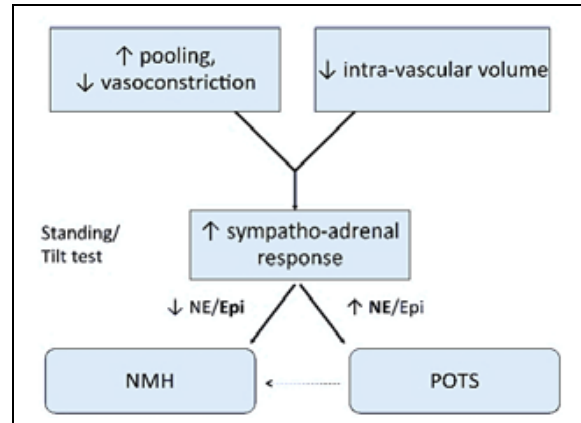 ↑ pooling,
↓ vasoconstriction
↓ intra-vascular volume
Standing/
Tilt test
↑ sympatho-adrenal
response
↓ NE/Epi
↑ NE/Epi
NMH
POTS